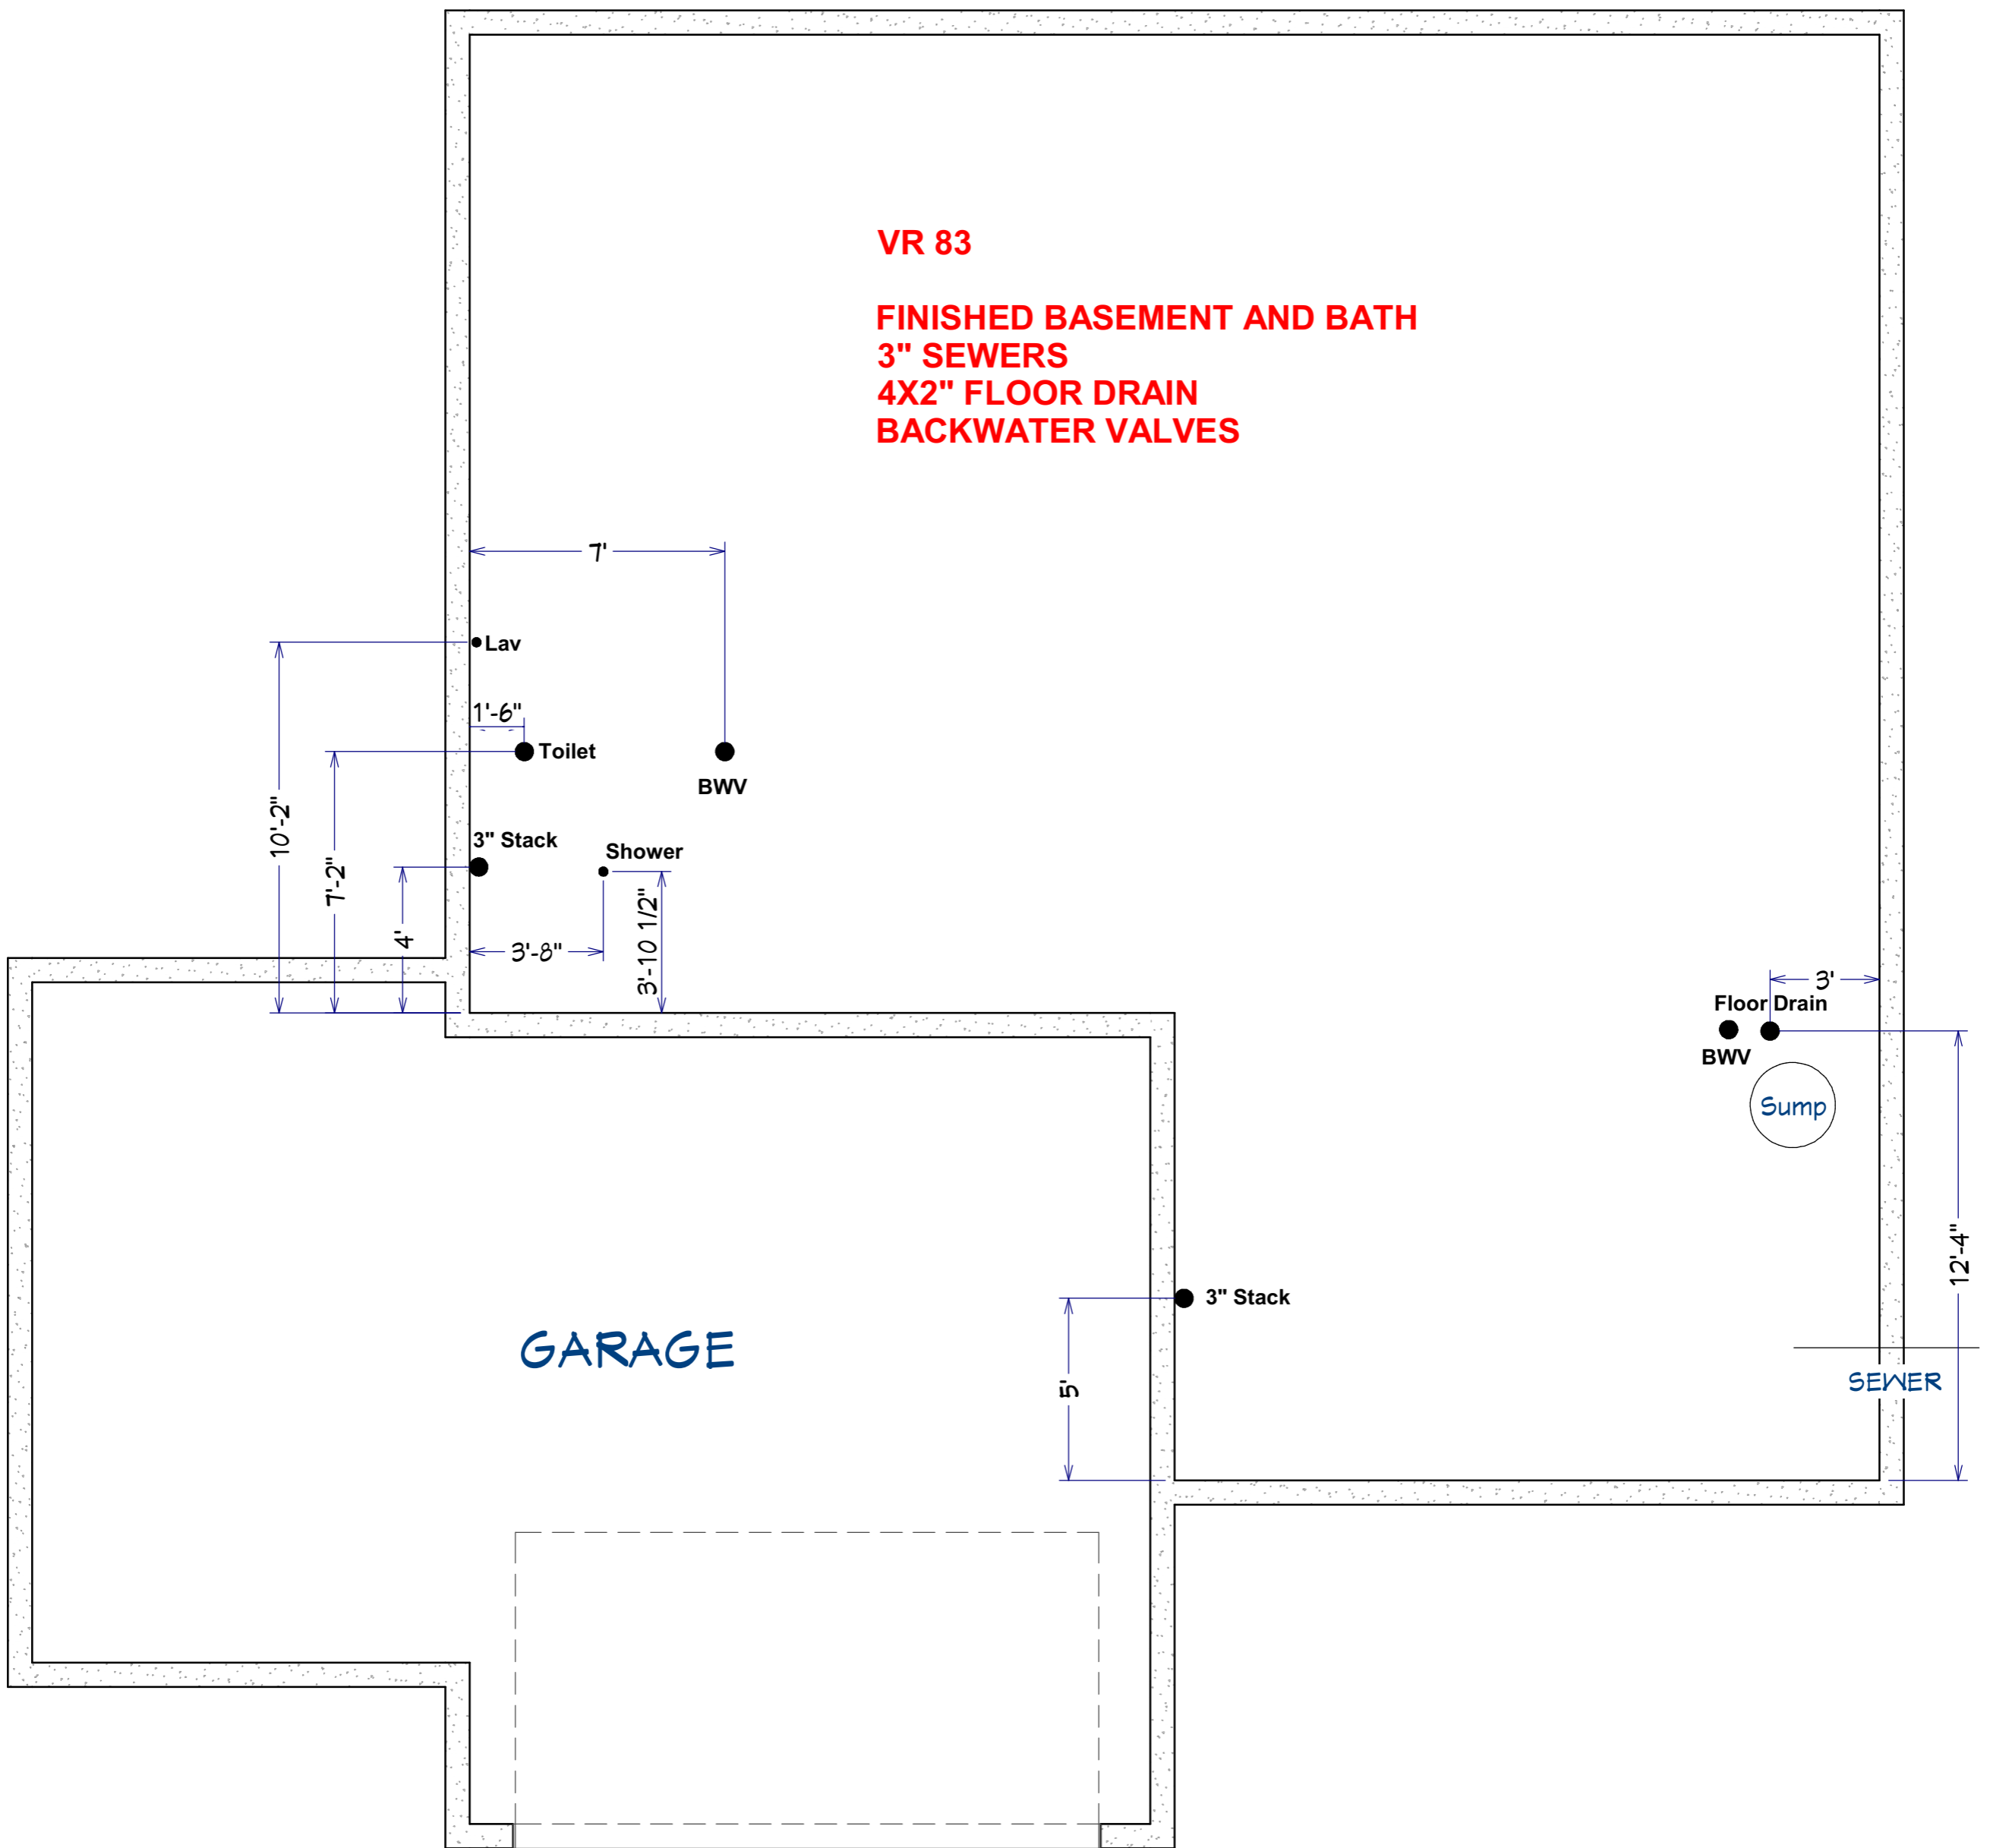 VR 83
FINISHED BASEMENT AND BATH
3" SEWERS
4X2" FLOOR DRAIN
BACKWATER VALVES
7'
Lav
1'-6"
Toilet
BWV
10'-2"
7'-2"
3" Stack
Shower
4'
3'-8"
3'-10 1/2"
3'
Floor Drain
BWV
Sump
12'-4"
3" Stack
GARAGE
5'
SEWER